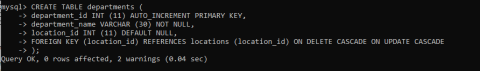 mysql> CREATE TABLE departments (
    -> department_id INT (11) AUTO_INCREMENT PRIMARY KEY,
    -> department_name VARCHAR (30) NOT NULL,
    -> location_id INT (11) DEFAULT NULL,
    -> FOREIGN KEY (location_id) REFERENCES locations (location_id) ON DELETE CASCADE ON UPDATE CASCADE
    -> );
Query OK, 0 rows affected, 2 warnings (0.04 sec)